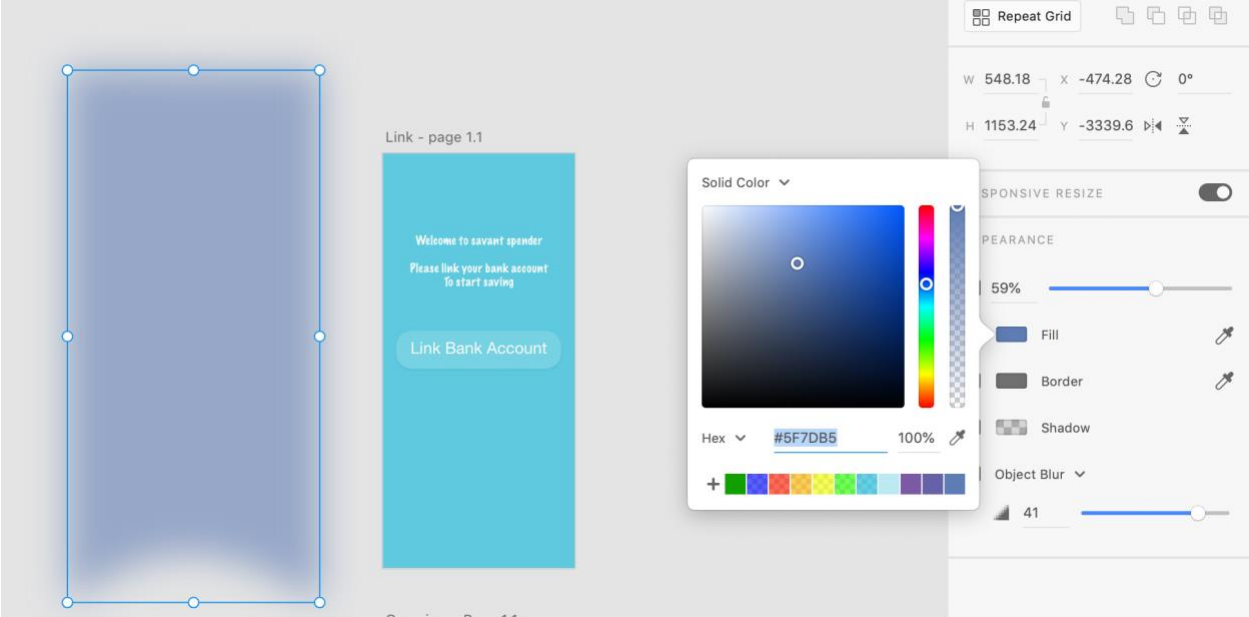 Repeat Grid
W 548.18 X -474.28 0°
H 1153.24 Y -3339.6
Link - page 1.1
Welcome to savant spender
Please link your bank account
To start saving
Link Bank Account
Solid Color
Hex #5F7DB5 100%
SPONSIVE RESIZE
PEARANCE
59%
Fill
Border
Shadow
Object Blur
41